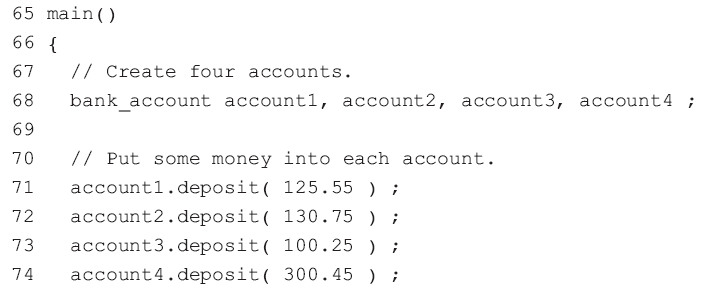 65 main()
66 {
67   // Create four accounts.
68   bank_account account1, account2, account3, account4 ;
69
70   // Put some money into each account.
71   account1.deposit( 125.55 ) ;
72   account2.deposit( 130.75 ) ;
73   account3.deposit( 100.25 ) ;
74   account4.deposit( 300.45 ) ;